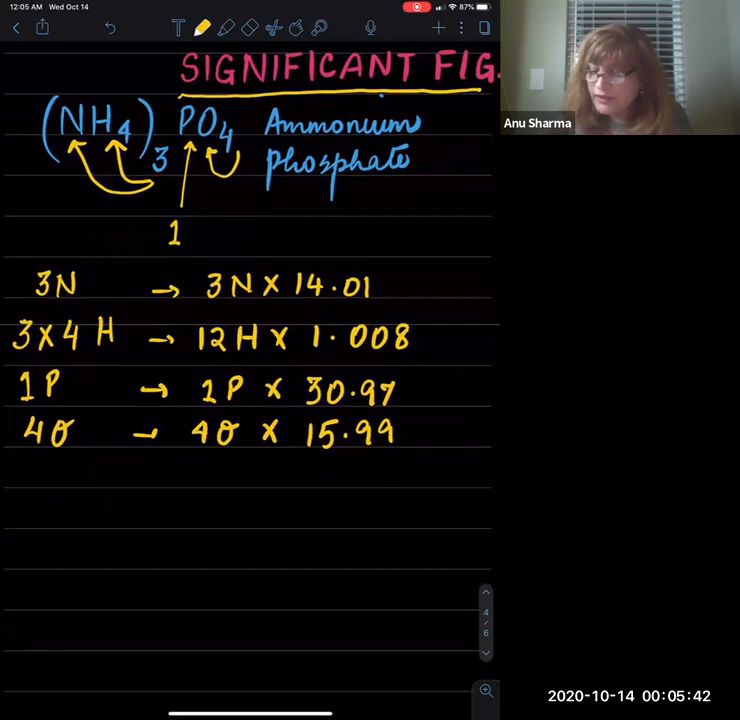 12:05 AM Wed Oct 14
87%
SIGNIFICANT FIG.
(NH4)3 PO4 Ammonium
phosphate
1
3N → 3N × 14.01
3×4 H → 12H × 1.008
1P → 1P × 30.97
4O → 4O × 15.99
Anu Sharma
4
/
6
2020-10-14 00:05:42